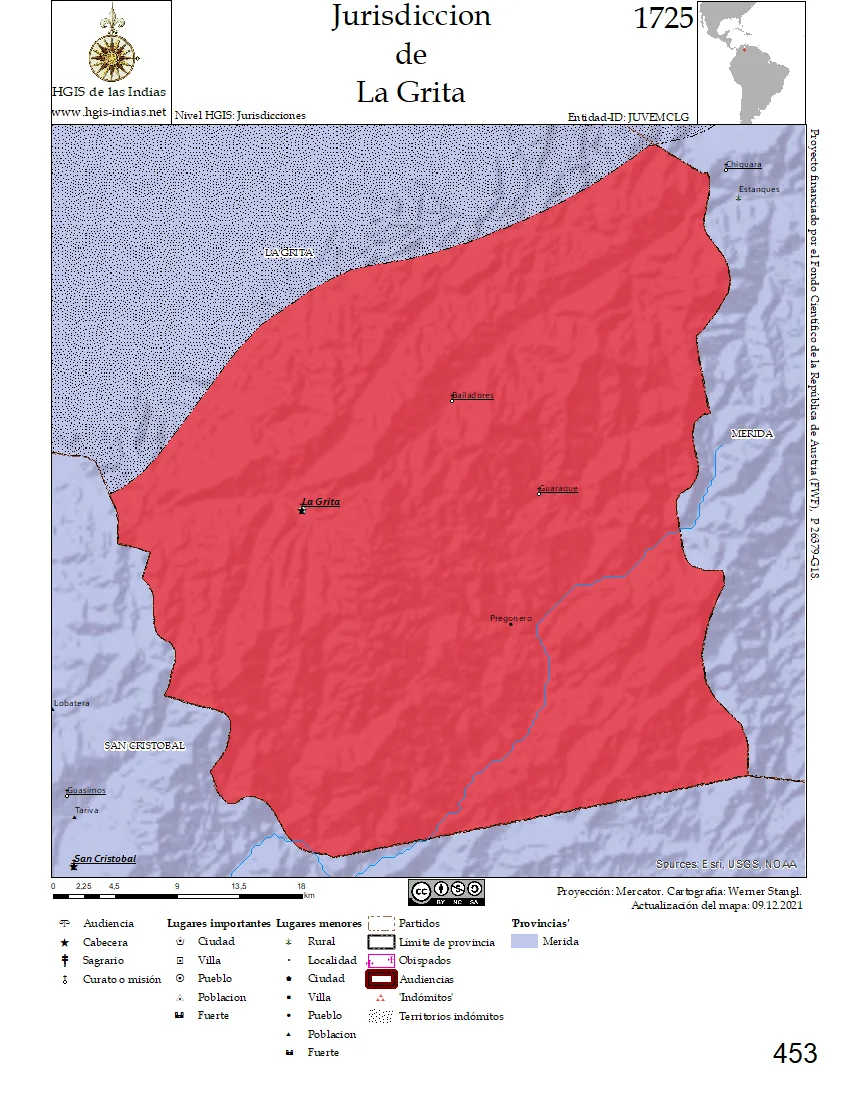 Jurisdiccion
de
La Grita
1725
HGIS de las Indias
www.hgis-indias.net
Nivel HGIS: Jurisdicciones
Entidad-ID: JUVEMCLG
Chiquara
Estanques
LA GRITA
Bailadores
MERIDA
Guaraque
La Grita
Pregonero
Lobatera
SAN CRISTOBAL
Guasimos
Tariva
San Cristobal
Sources: Esri, USGS, NOAA
Proyecto financiado por el Fondo Científico de la República de Austria (FWF), P 26379-G18.
0 2,25 4,5 9 13,5 18
km
cc BY NC SA
Proyección: Mercator. Cartografía: Werner Stangl.
Actualización del mapa: 09.12.2021
Audiencia
Cabecera
Sagrario
Curato o misión
Lugares importantes
Ciudad
Villa
Pueblo
Poblacion
Fuerte
Lugares menores
Rural
Localidad
Ciudad
Villa
Pueblo
Poblacion
Fuerte
Partidos
Límite de provincia
Obispados
Audiencias
'Indómitos'
Territorios indómitos
'Provincias'
Merida
453